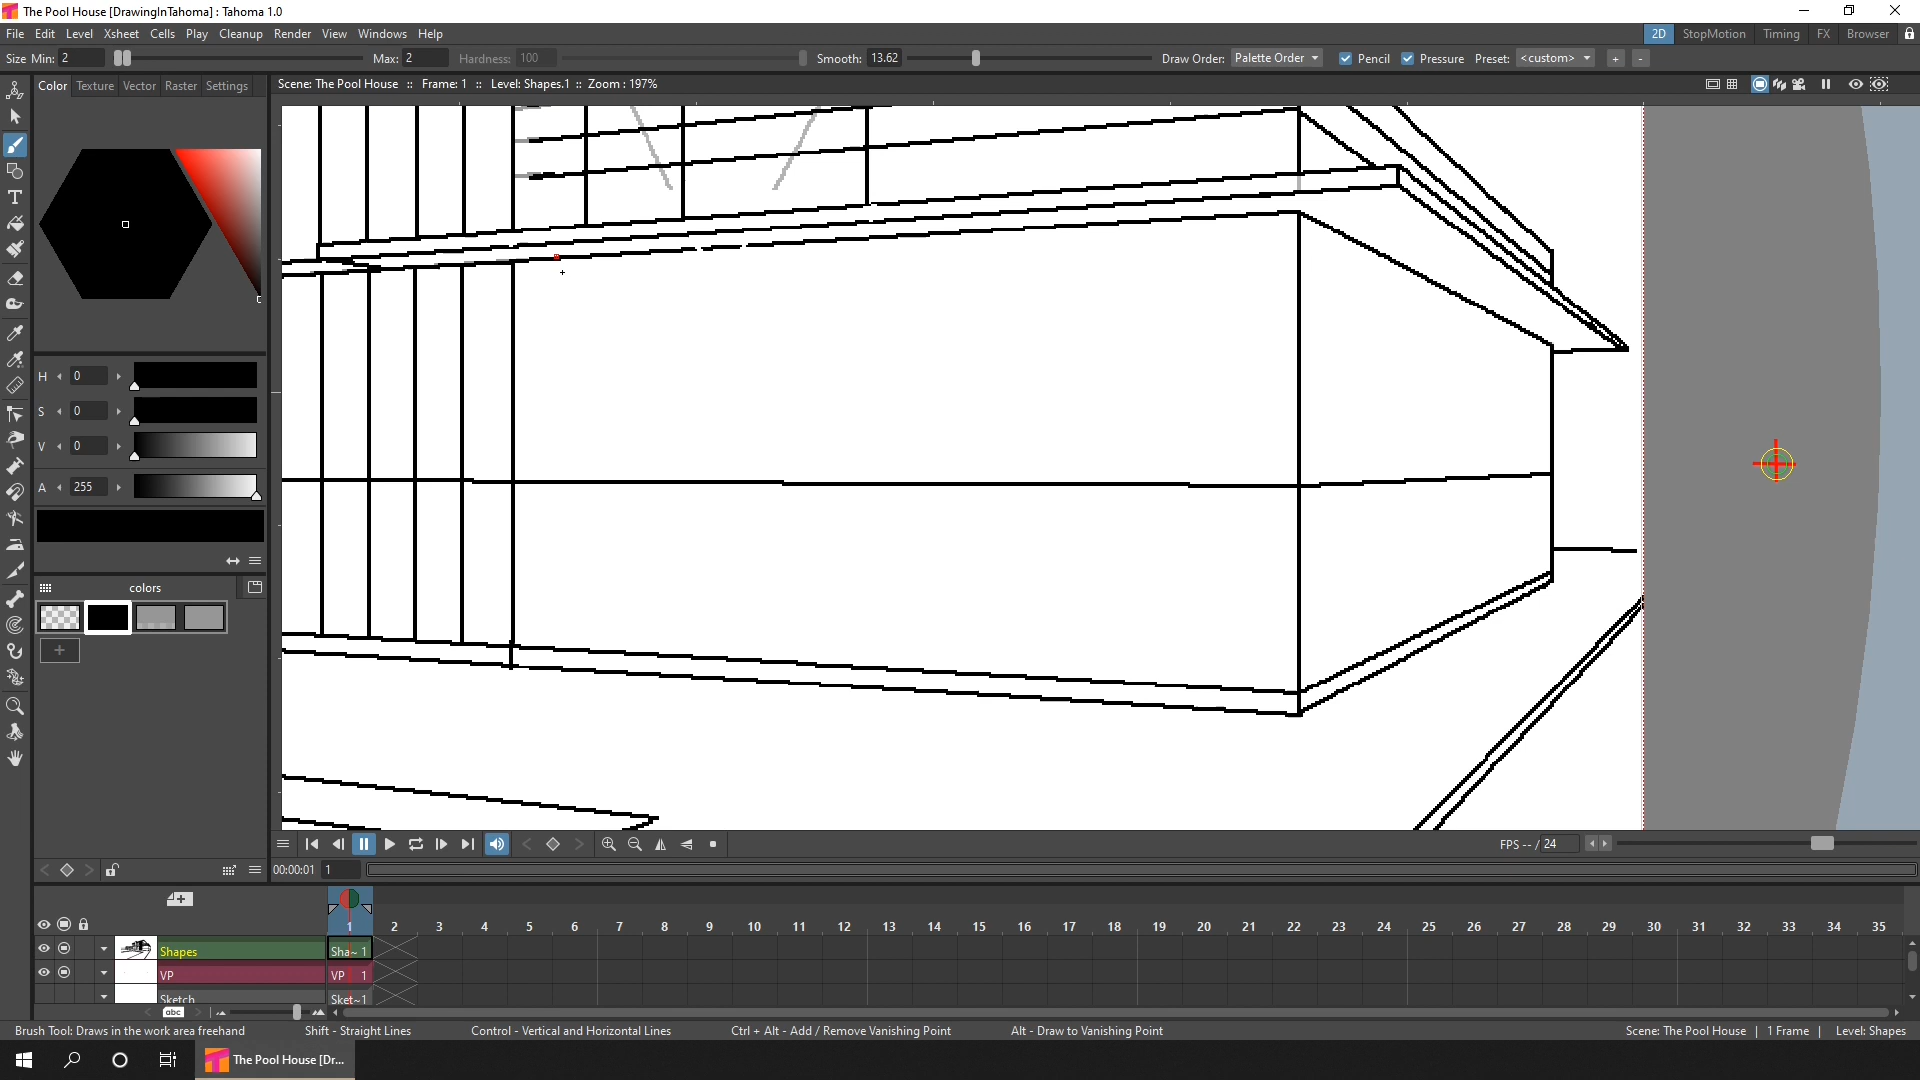 The Pool House [DrawingInTahoma] : Tahoma 1.0
File Edit Level Xsheet Cells Play Cleanup Render View Windows Help
2D StopMotion Timing FX Browser
Size Min: 2 Max: 2 Hardness: 100 Smooth: 13.62 Draw Order: Palette Order Pencil Pressure Preset: <custom> + -
Color Texture Vector Raster Settings
Scene: The Pool House :: Frame: 1 :: Level: Shapes.1 :: Zoom : 197%
H 0
S 0
V 0
A 255
colors
+
FPS -- / 24
00:00:01 1
1 2 3 4 5 6 7 8 9 10 11 12 13 14 15 16 17 18 19 20 21 22 23 24 25 26 27 28 29 30 31 32 33 34 35
Shapes Sha~ 1
VP VP 1
Sketch Sket~1
abc
Brush Tool: Draws in the work area freehand Shift - Straight Lines Control - Vertical and Horizontal Lines Ctrl + Alt - Add / Remove Vanishing Point Alt - Draw to Vanishing Point Scene: The Pool House | 1 Frame | Level: Shapes
The Pool House [Dr...